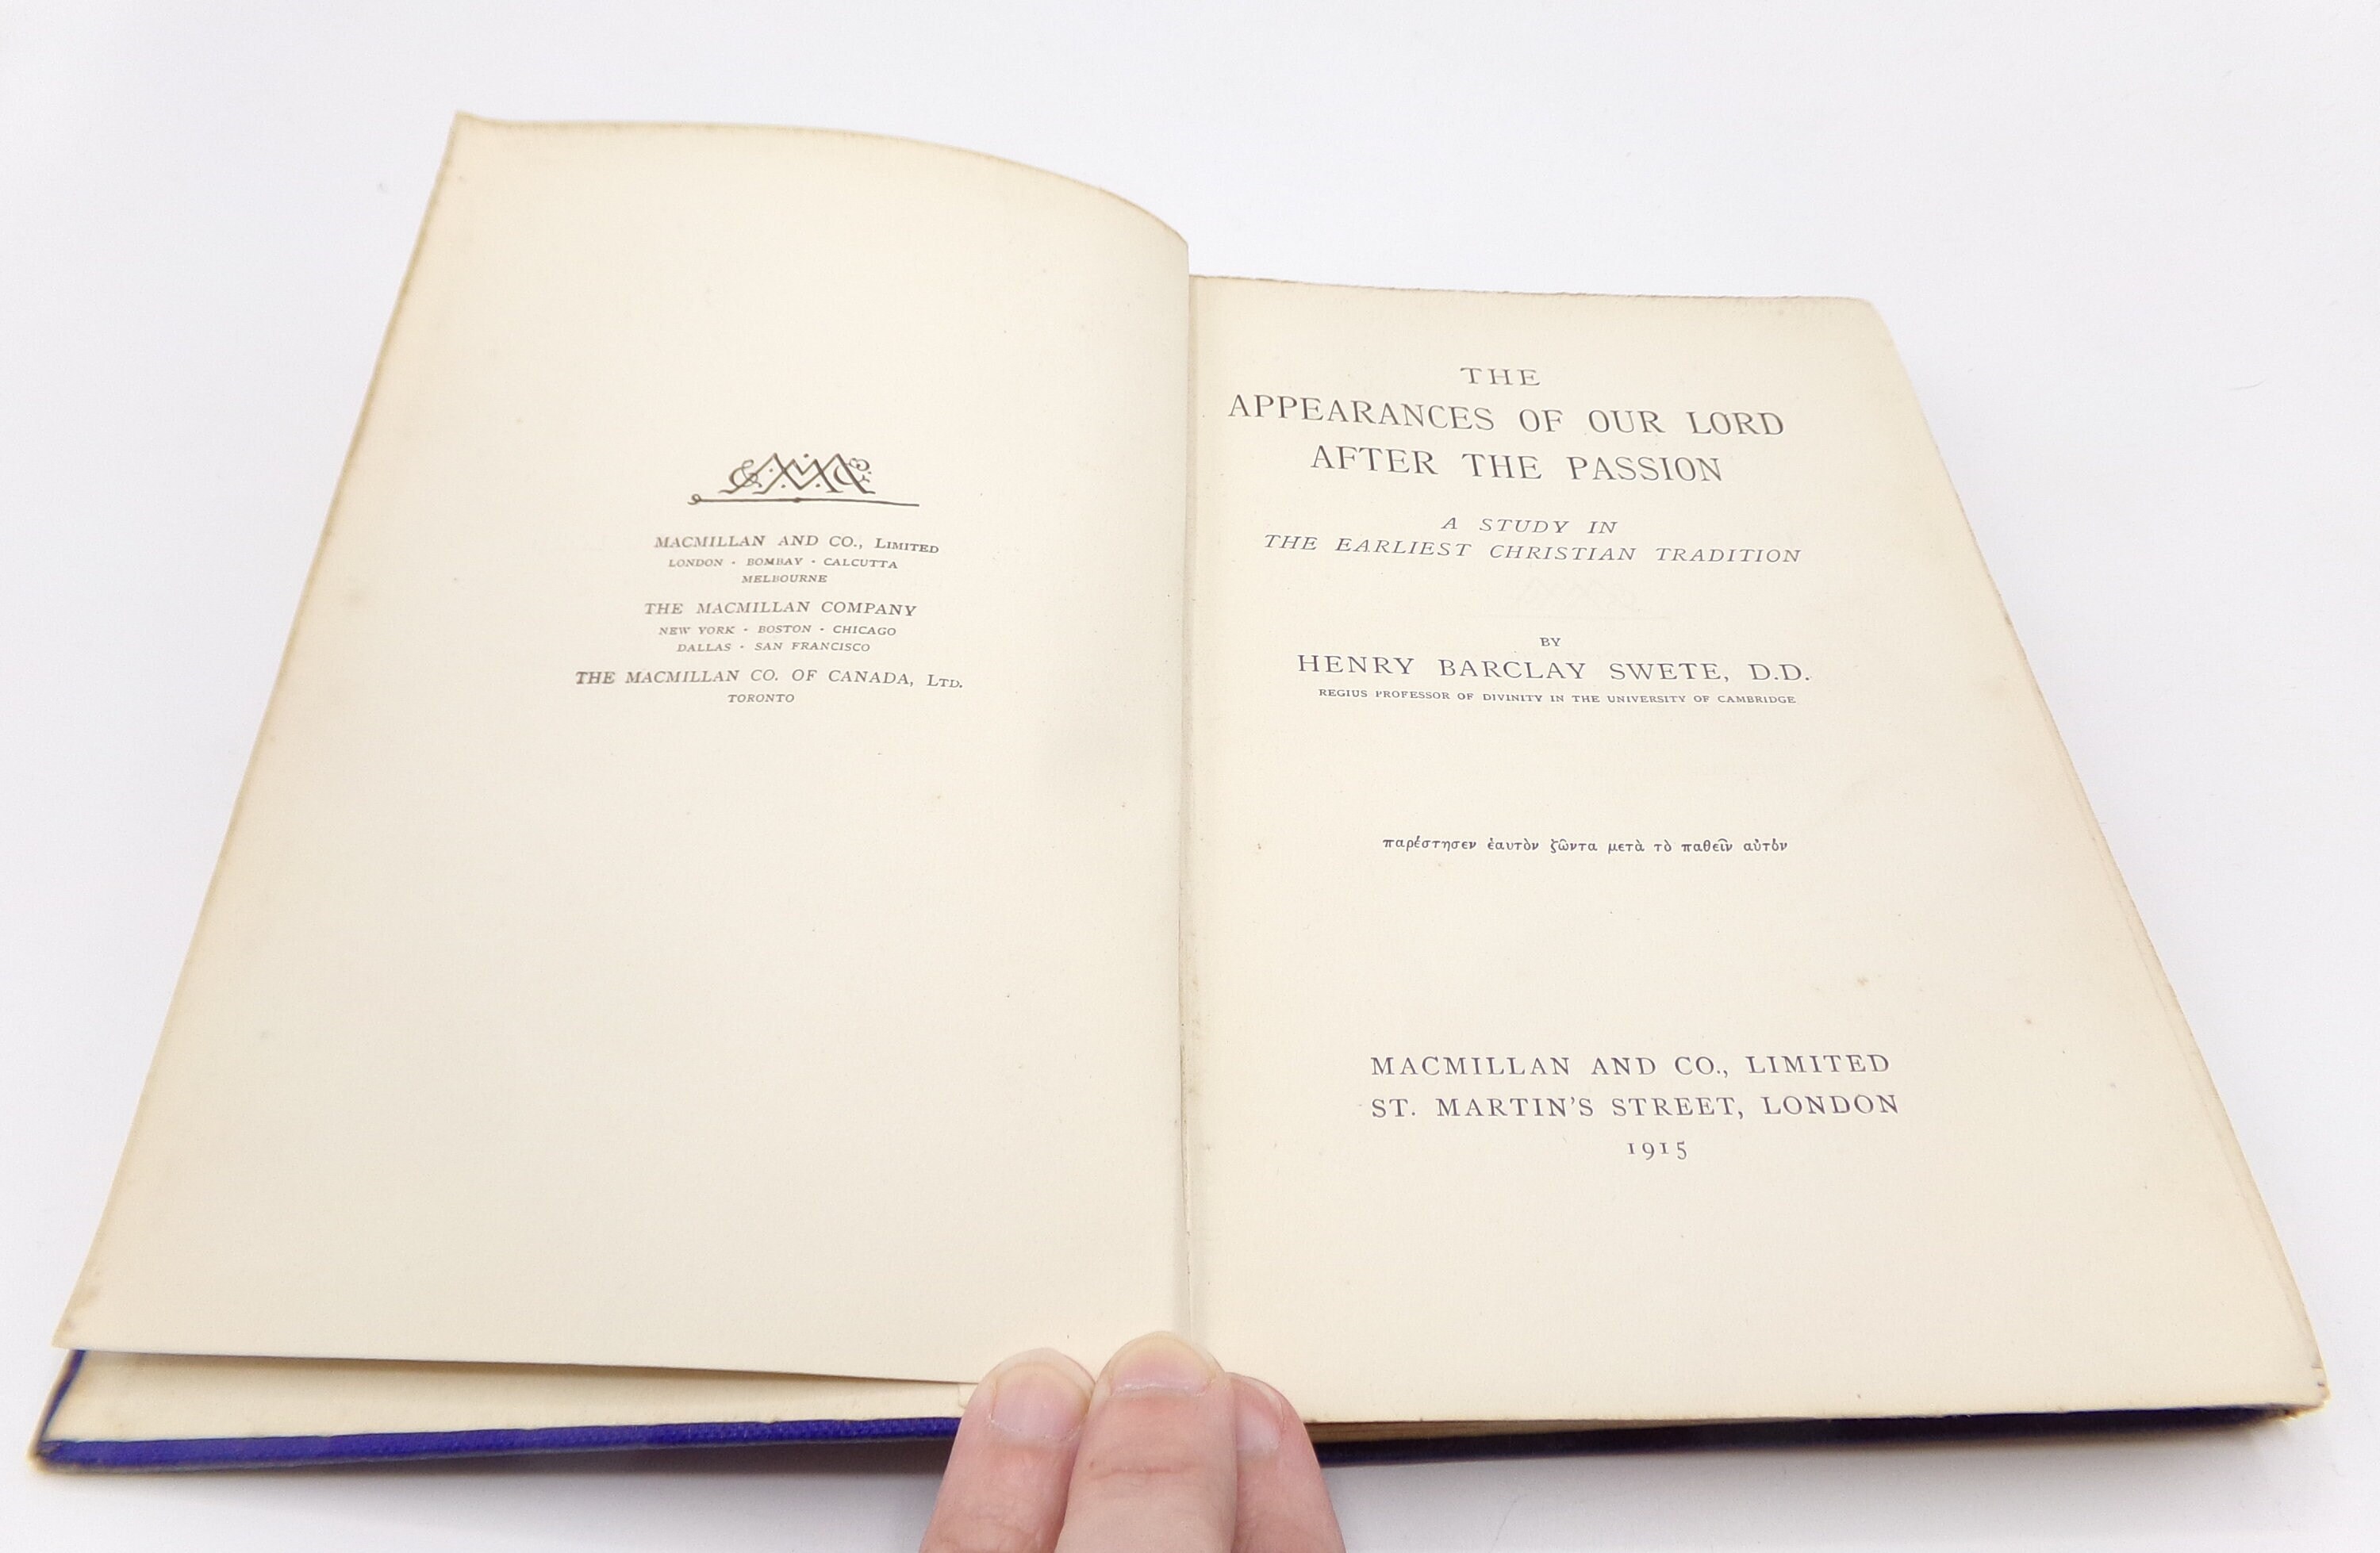 MACMILLAN AND CO., LIMITED
LONDON · BOMBAY · CALCUTTA
MELBOURNE
THE MACMILLAN COMPANY
NEW YORK · BOSTON · CHICAGO
DALLAS · SAN FRANCISCO
THE MACMILLAN CO. OF CANADA, LTD.
TORONTO
THE
APPEARANCES OF OUR LORD
AFTER THE PASSION
A STUDY IN
THE EARLIEST CHRISTIAN TRADITION
BY
HENRY BARCLAY SWETE, D.D.
REGIUS PROFESSOR OF DIVINITY IN THE UNIVERSITY OF CAMBRIDGE
παρέστησεν ἑαυτὸν ζῶντα μετὰ τὸ παθεῖν αὐτόν
MACMILLAN AND CO., LIMITED
ST. MARTIN'S STREET, LONDON
1915